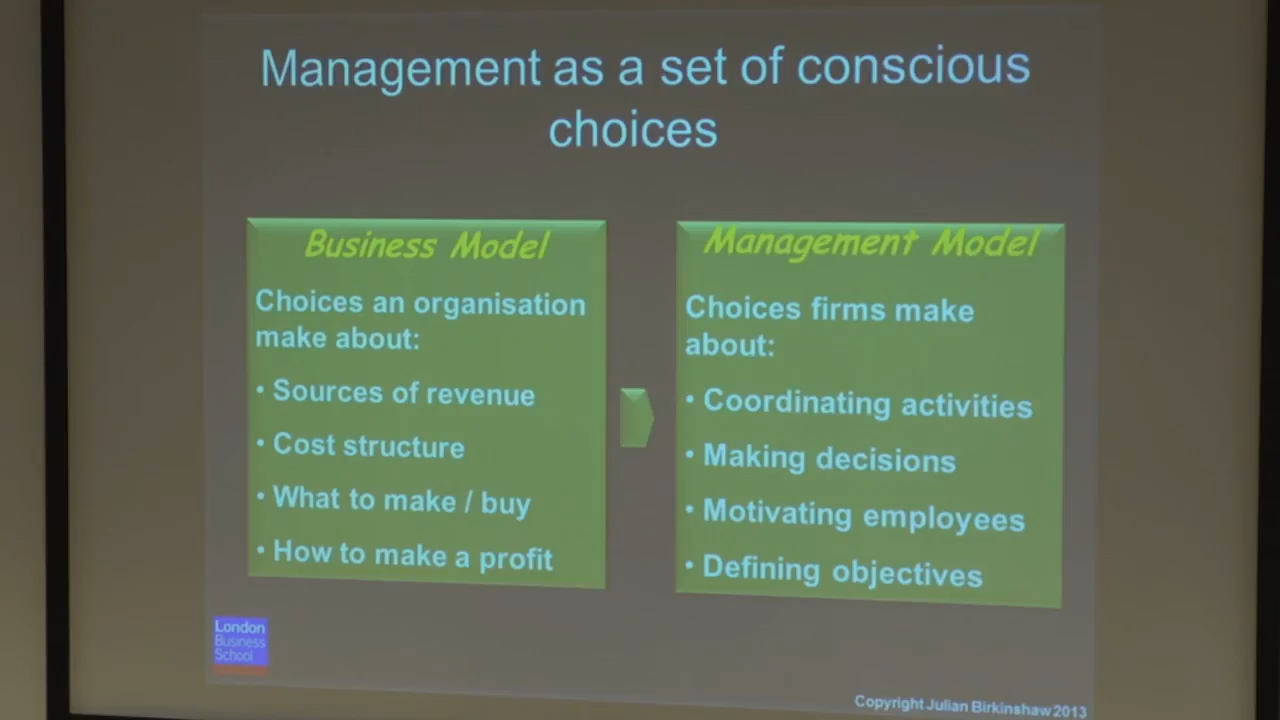 Management as a set of conscious
choices
Business Model
Choices an organisation
make about:
• Sources of revenue
• Cost structure
• What to make / buy
• How to make a profit
Management Model
Choices firms make
about:
• Coordinating activities
• Making decisions
• Motivating employees
• Defining objectives
London
Business
School
Copyright Julian Birkinshaw 2013